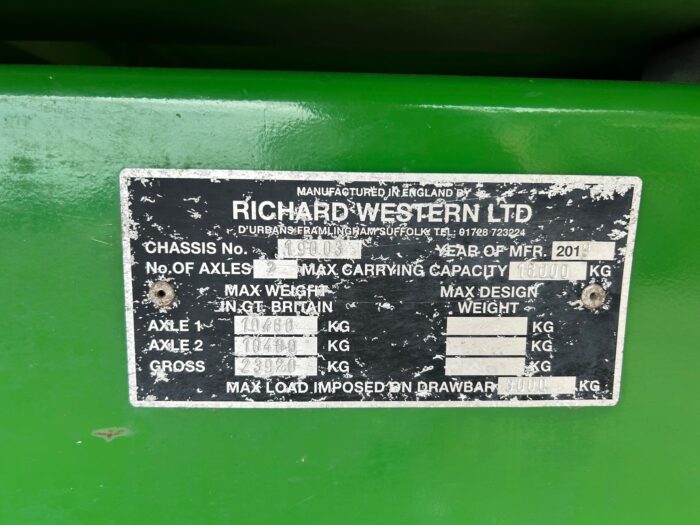 MANUFACTURED IN ENGLAND BY
RICHARD WESTERN LTD
D'URBANS FRAMLINGHAM SUFFOLK TEL: 01728 723224
CHASSIS No. 19003 YEAR OF MFR. 201
No. OF AXLES 2 MAX CARRYING CAPACITY 18000 KG
MAX WEIGHT MAX DESIGN
IN GT. BRITAIN WEIGHT
AXLE 1 10460 KG KG
AXLE 2 KG KG
GROSS 23920 KG KG
MAX LOAD IMPOSED ON DRAWBAR 3000 KG